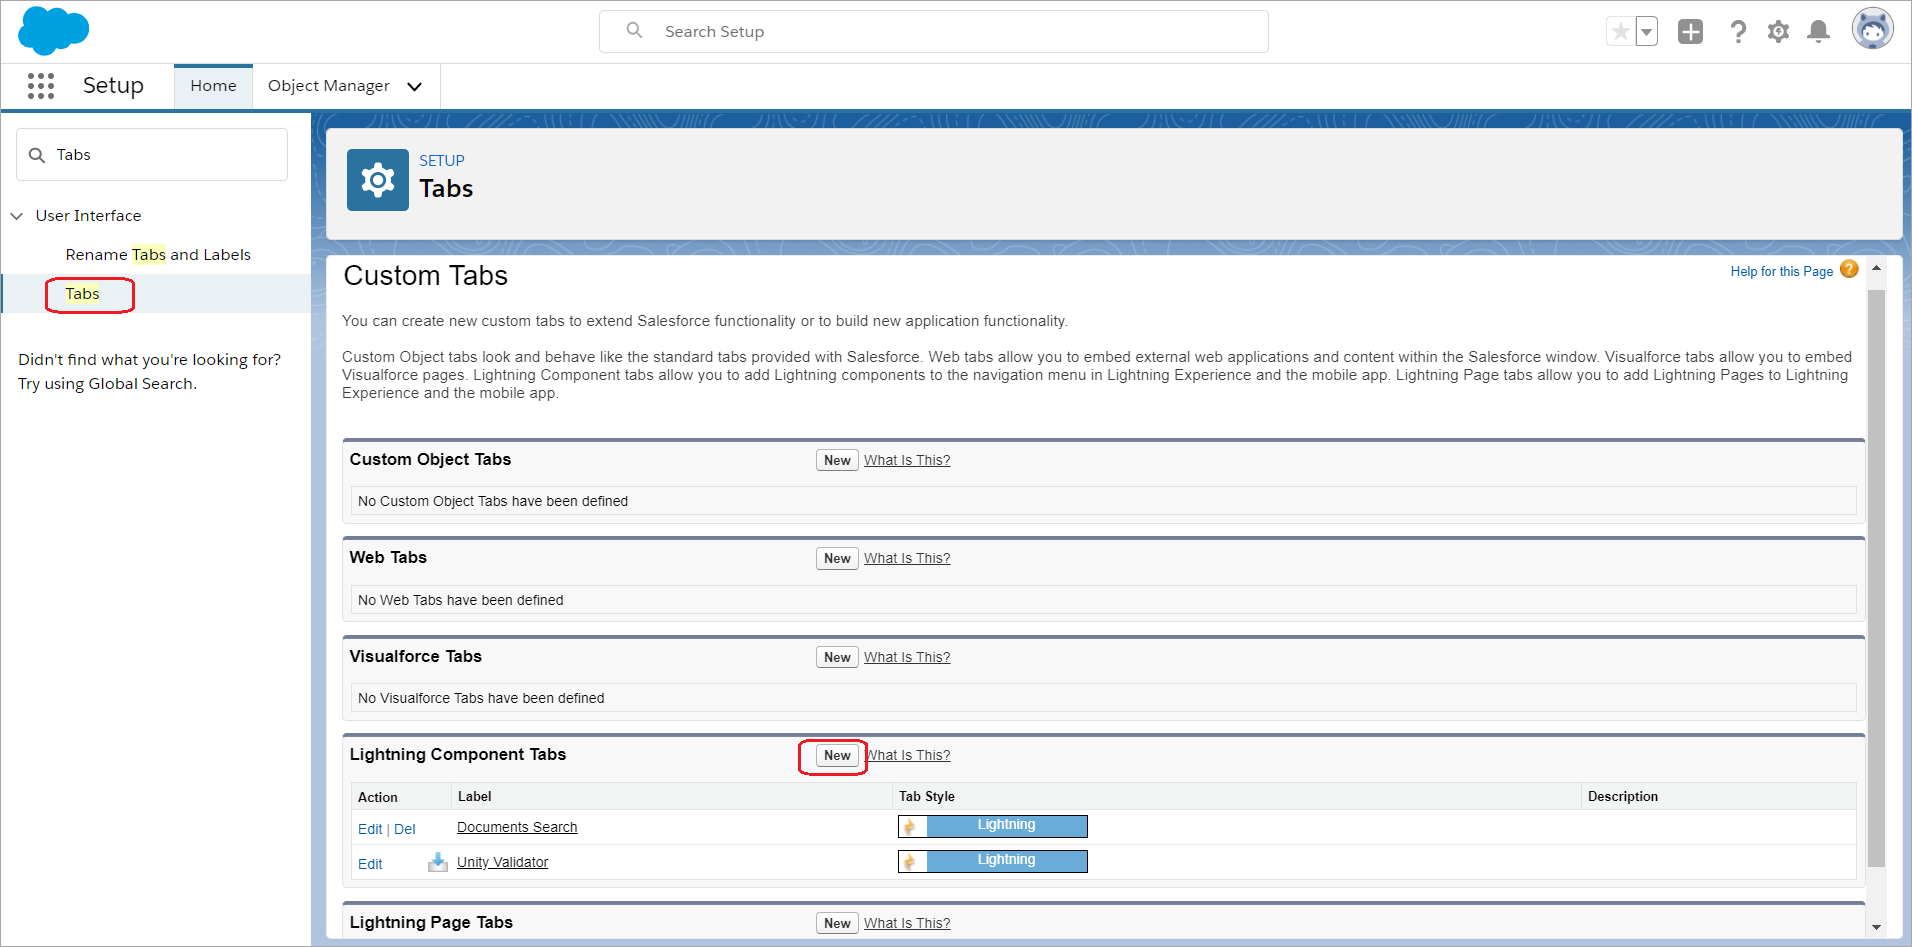 Search Setup
Setup
Home
Object Manager
Tabs
User Interface
Rename Tabs and Labels
Tabs
Didn't find what you're looking for?
Try using Global Search.
SETUP
Tabs
Custom Tabs
Help for this Page
You can create new custom tabs to extend Salesforce functionality or to build new application functionality.
Custom Object tabs look and behave like the standard tabs provided with Salesforce. Web tabs allow you to embed external web applications and content within the Salesforce window. Visualforce tabs allow you to embed
Visualforce pages. Lightning Component tabs allow you to add Lightning components to the navigation menu in Lightning Experience and the mobile app. Lightning Page tabs allow you to add Lightning Pages to Lightning
Experience and the mobile app.
Custom Object Tabs New What Is This?
No Custom Object Tabs have been defined
Web Tabs New What Is This?
No Web Tabs have been defined
Visualforce Tabs New What Is This?
No Visualforce Tabs have been defined
Lightning Component Tabs New What Is This?
Action Label Tab Style Description
Edit | Del Documents Search Lightning
Edit Unity Validator Lightning
Lightning Page Tabs New What Is This?